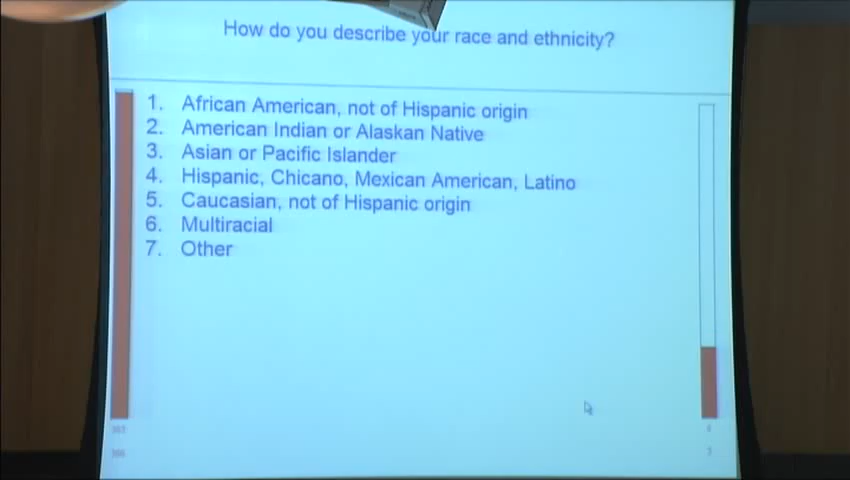 How do you describe your race and ethnicity?
1. African American, not of Hispanic origin
2. American Indian or Alaskan Native
3. Asian or Pacific Islander
4. Hispanic, Chicano, Mexican American, Latino
5. Caucasian, not of Hispanic origin
6. Multiracial
7. Other